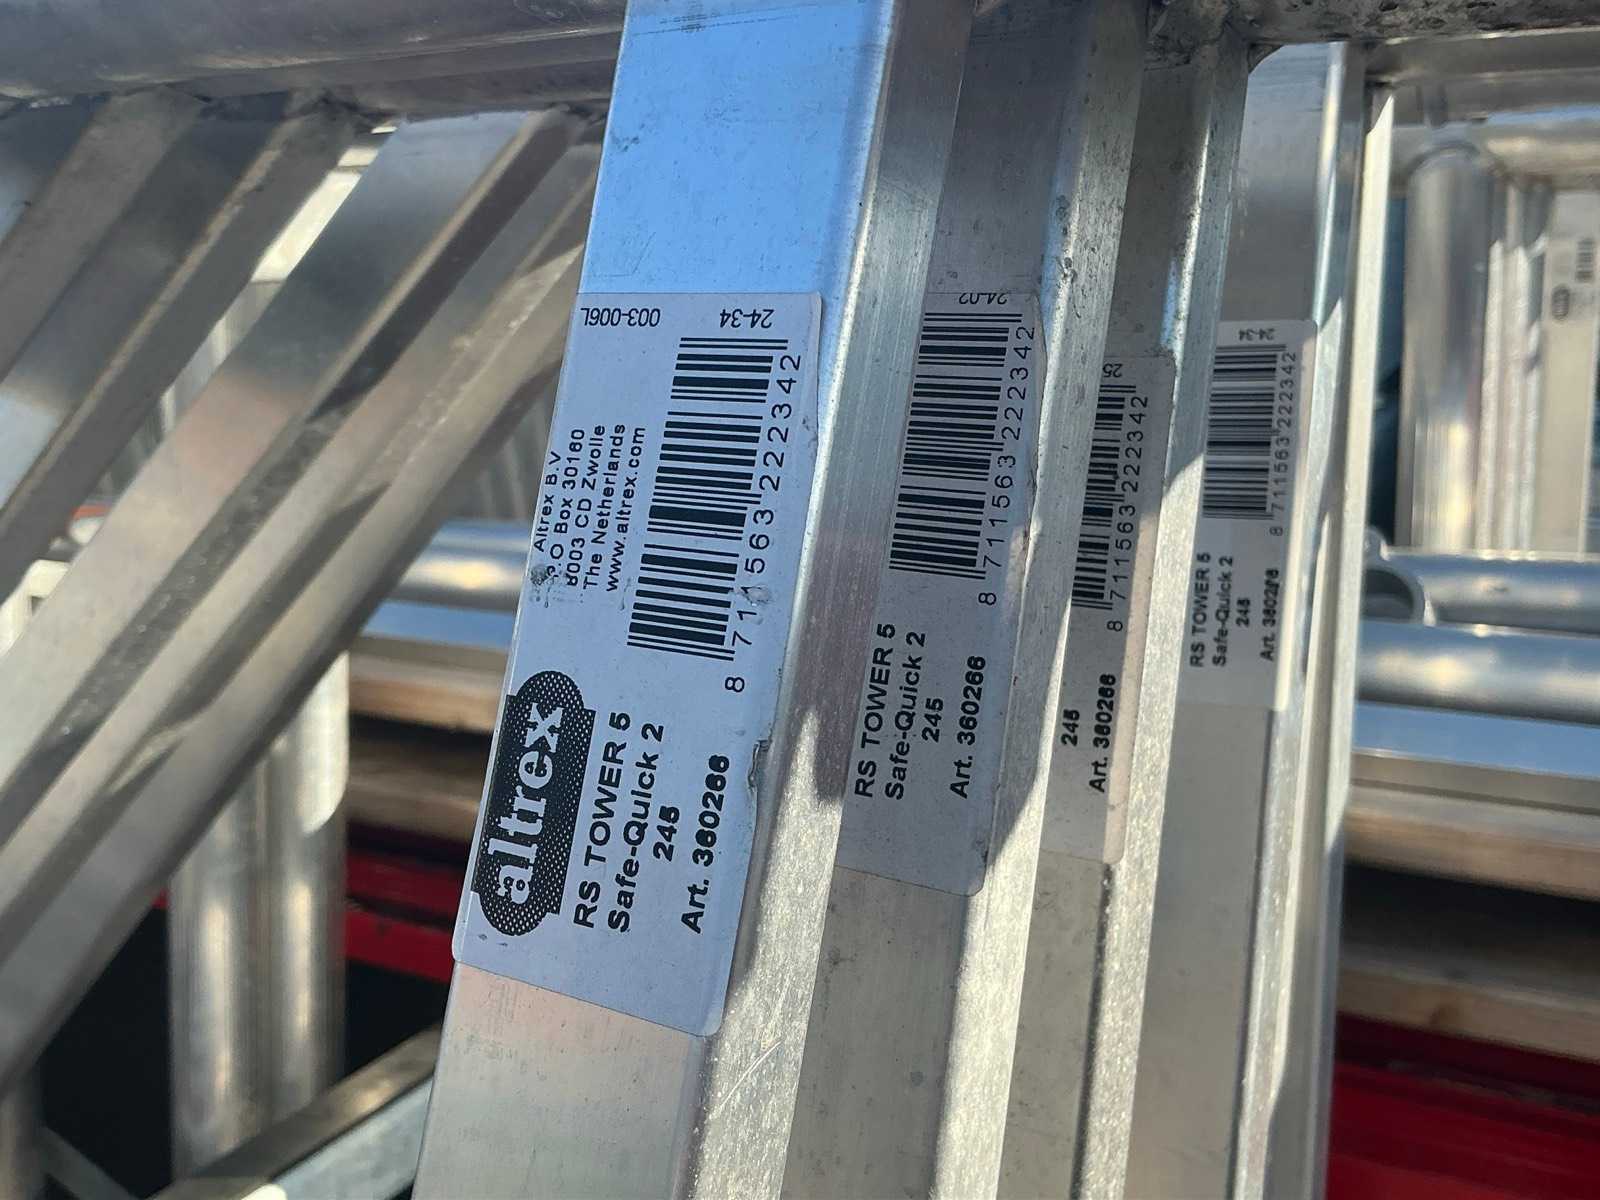 altrex
Altrex B.V
P.O Box 30160
8003 CD Zwolle
The Netherlands
www.altrex.com
RS TOWER 5
Safe-Quick 2
245
Art. 360266
8 711563 222342
003-006L
24-34
RS TOWER 5
Safe-Quick 2
245
Art. 360266
8 711563 222342
24-02
245
Art. 360266
8 711563 222342
25
RS TOWER 5
Safe-Quick 2
245
Art. 360266
8 711563 222342
24-34